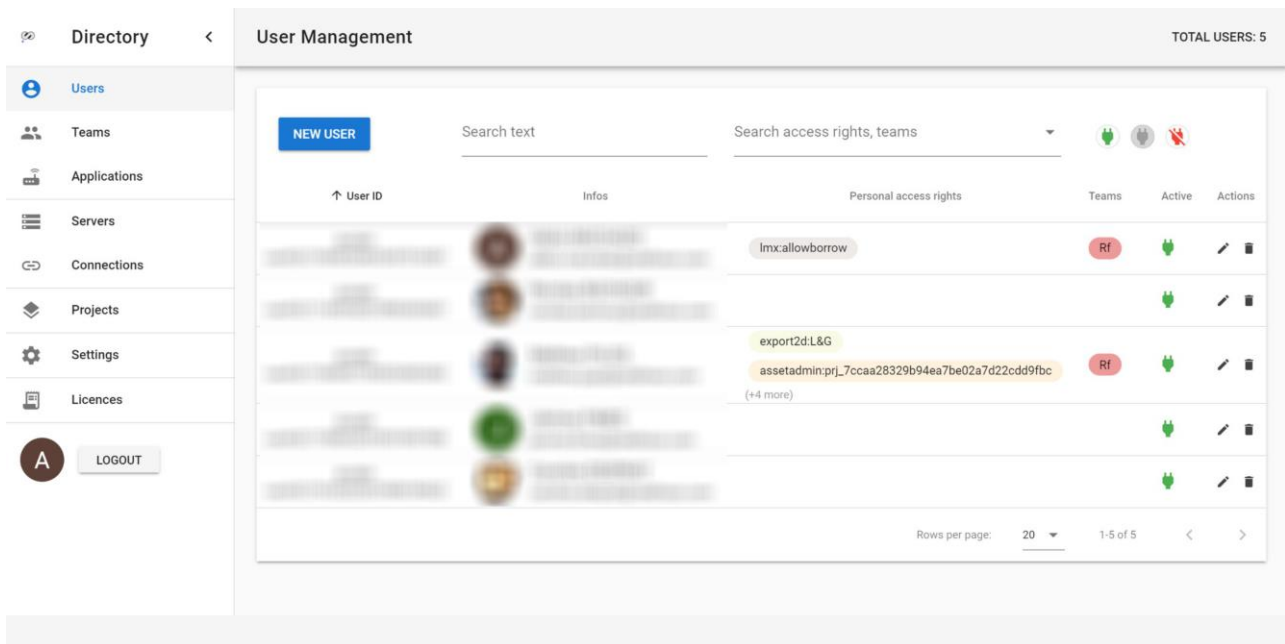 Directory
User Management
TOTAL USERS: 5
Users
Teams
Applications
Servers
Connections
Projects
Settings
Licences
A
LOGOUT
NEW USER
Search text
Search access rights, teams
User ID Infos Personal access rights Teams Active Actions
lmx:allowborrow Rf
export2d:L&G
assetadmin:prj_7ccaa28329b94ea7be02a7d22cdd9fbc Rf
(+4 more)
Rows per page: 20 1-5 of 5